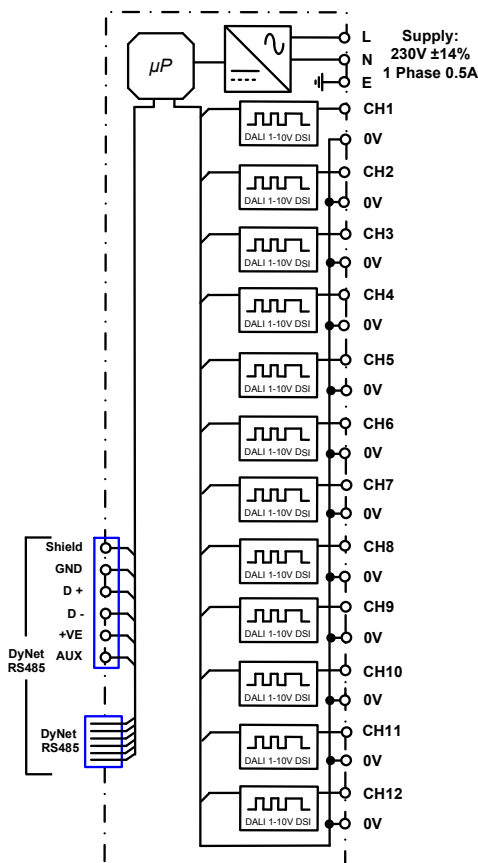 L
Supply:
230V ±14%
1 Phase 0.5A
N
E
µP
CH1
DALI 1-10V DSI
0V
CH2
DALI 1-10V DSI
0V
CH3
DALI 1-10V DSI
0V
CH4
DALI 1-10V DSI
0V
CH5
DALI 1-10V DSI
0V
CH6
DALI 1-10V DSI
0V
CH7
DALI 1-10V DSI
0V
CH8
DALI 1-10V DSI
0V
CH9
DALI 1-10V DSI
0V
CH10
DALI 1-10V DSI
0V
CH11
DALI 1-10V DSI
0V
CH12
DALI 1-10V DSI
0V
Shield
GND
D +
D -
+VE
AUX
DyNet
RS485
DyNet
RS485